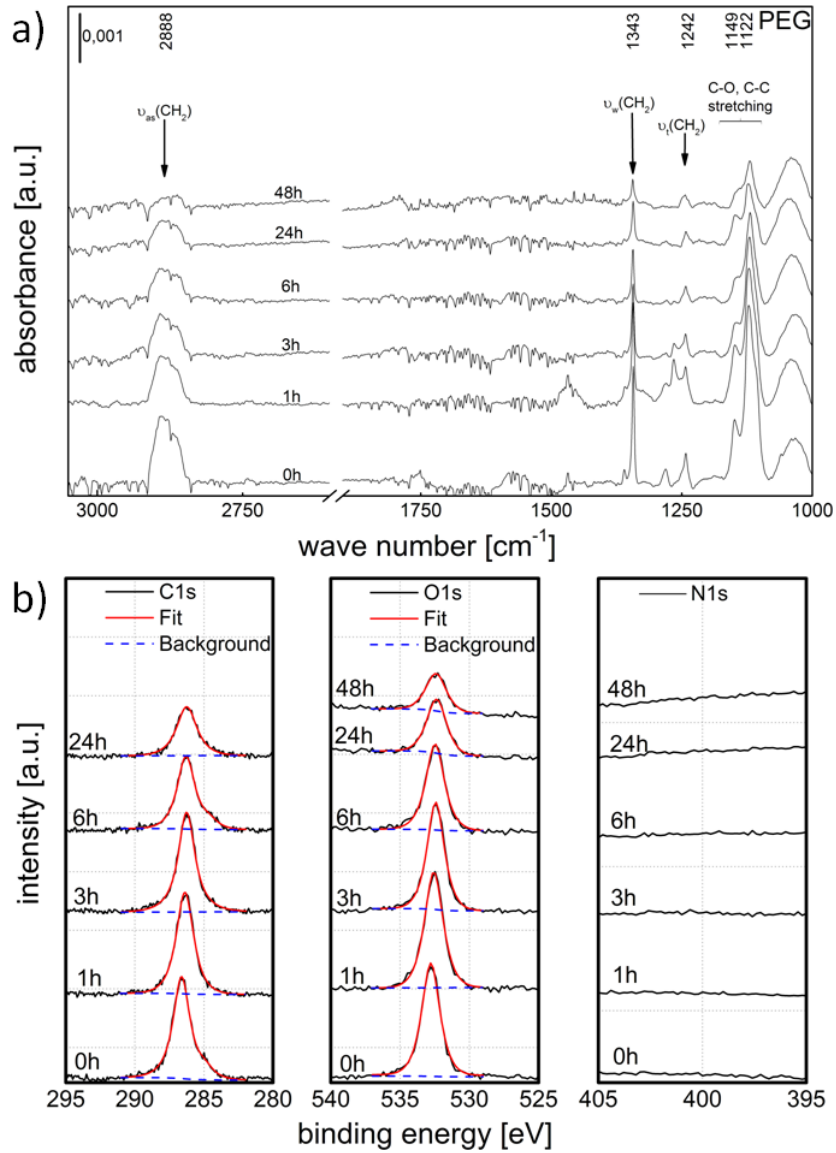 a)
0,001
2888
1343
1242
1149
1122
PEG
C-O, C-C
stretching
υas(CH2)
υw(CH2)
υt(CH2)
48h
24h
6h
3h
1h
0h
absorbance [a.u.]
3000 2750 1750 1500 1250 1000
wave number [cm-1]
b)
C1s
Fit
Background
24h
6h
3h
1h
0h
295 290 285 280
O1s
Fit
Background
48h
24h
6h
3h
1h
0h
540 535 530 525
N1s
48h
24h
6h
3h
1h
0h
405 400 395
intensity [a.u.]
binding energy [eV]